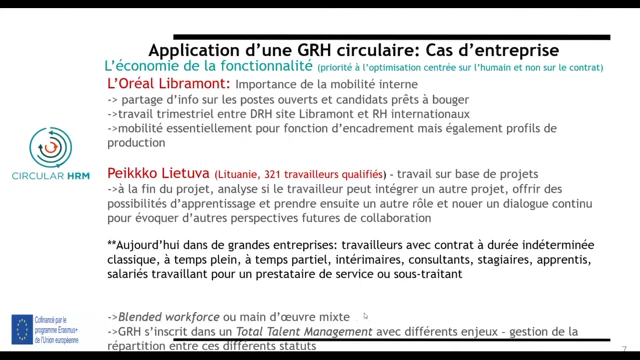 Application d'une GRH circulaire: Cas d'entreprise
L'économie de la fonctionnalité (priorité à l'optimisation centrée sur l'humain et non sur le contrat)
L'Oréal Libramont: Importance de la mobilité interne
-> partage d'info sur les postes ouverts et candidats prêts à bouger
->travail trimestriel entre DRH site Libramont et RH internationaux
->mobilité essentiellement pour fonction d'encadrement mais également profils de
production
CIRCULAR HRM
Peikkko Lietuva (Lituanie, 321 travailleurs qualifiés) - travail sur base de projets
->à la fin du projet, analyse si le travailleur peut intégrer un autre projet, offrir des
possibilités d'apprentissage et prendre ensuite un autre rôle et nouer un dialogue continu
pour évoquer d'autres perspectives futures de collaboration
**Aujourd'hui dans de grandes entreprises: travailleurs avec contrat à durée indéterminée
classique, à temps plein, à temps partiel, intérimaires, consultants, stagiaires, apprentis,
salariés travaillant pour un prestataire de service ou sous-traitant
->Blended workforce ou main d'œuvre mixte
->GRH s'inscrit dans un Total Talent Management avec différents enjeux – gestion de la
répartition entre ces différents statuts
Cofinancé par le
programme Erasmus+
de l'Union européenne
7